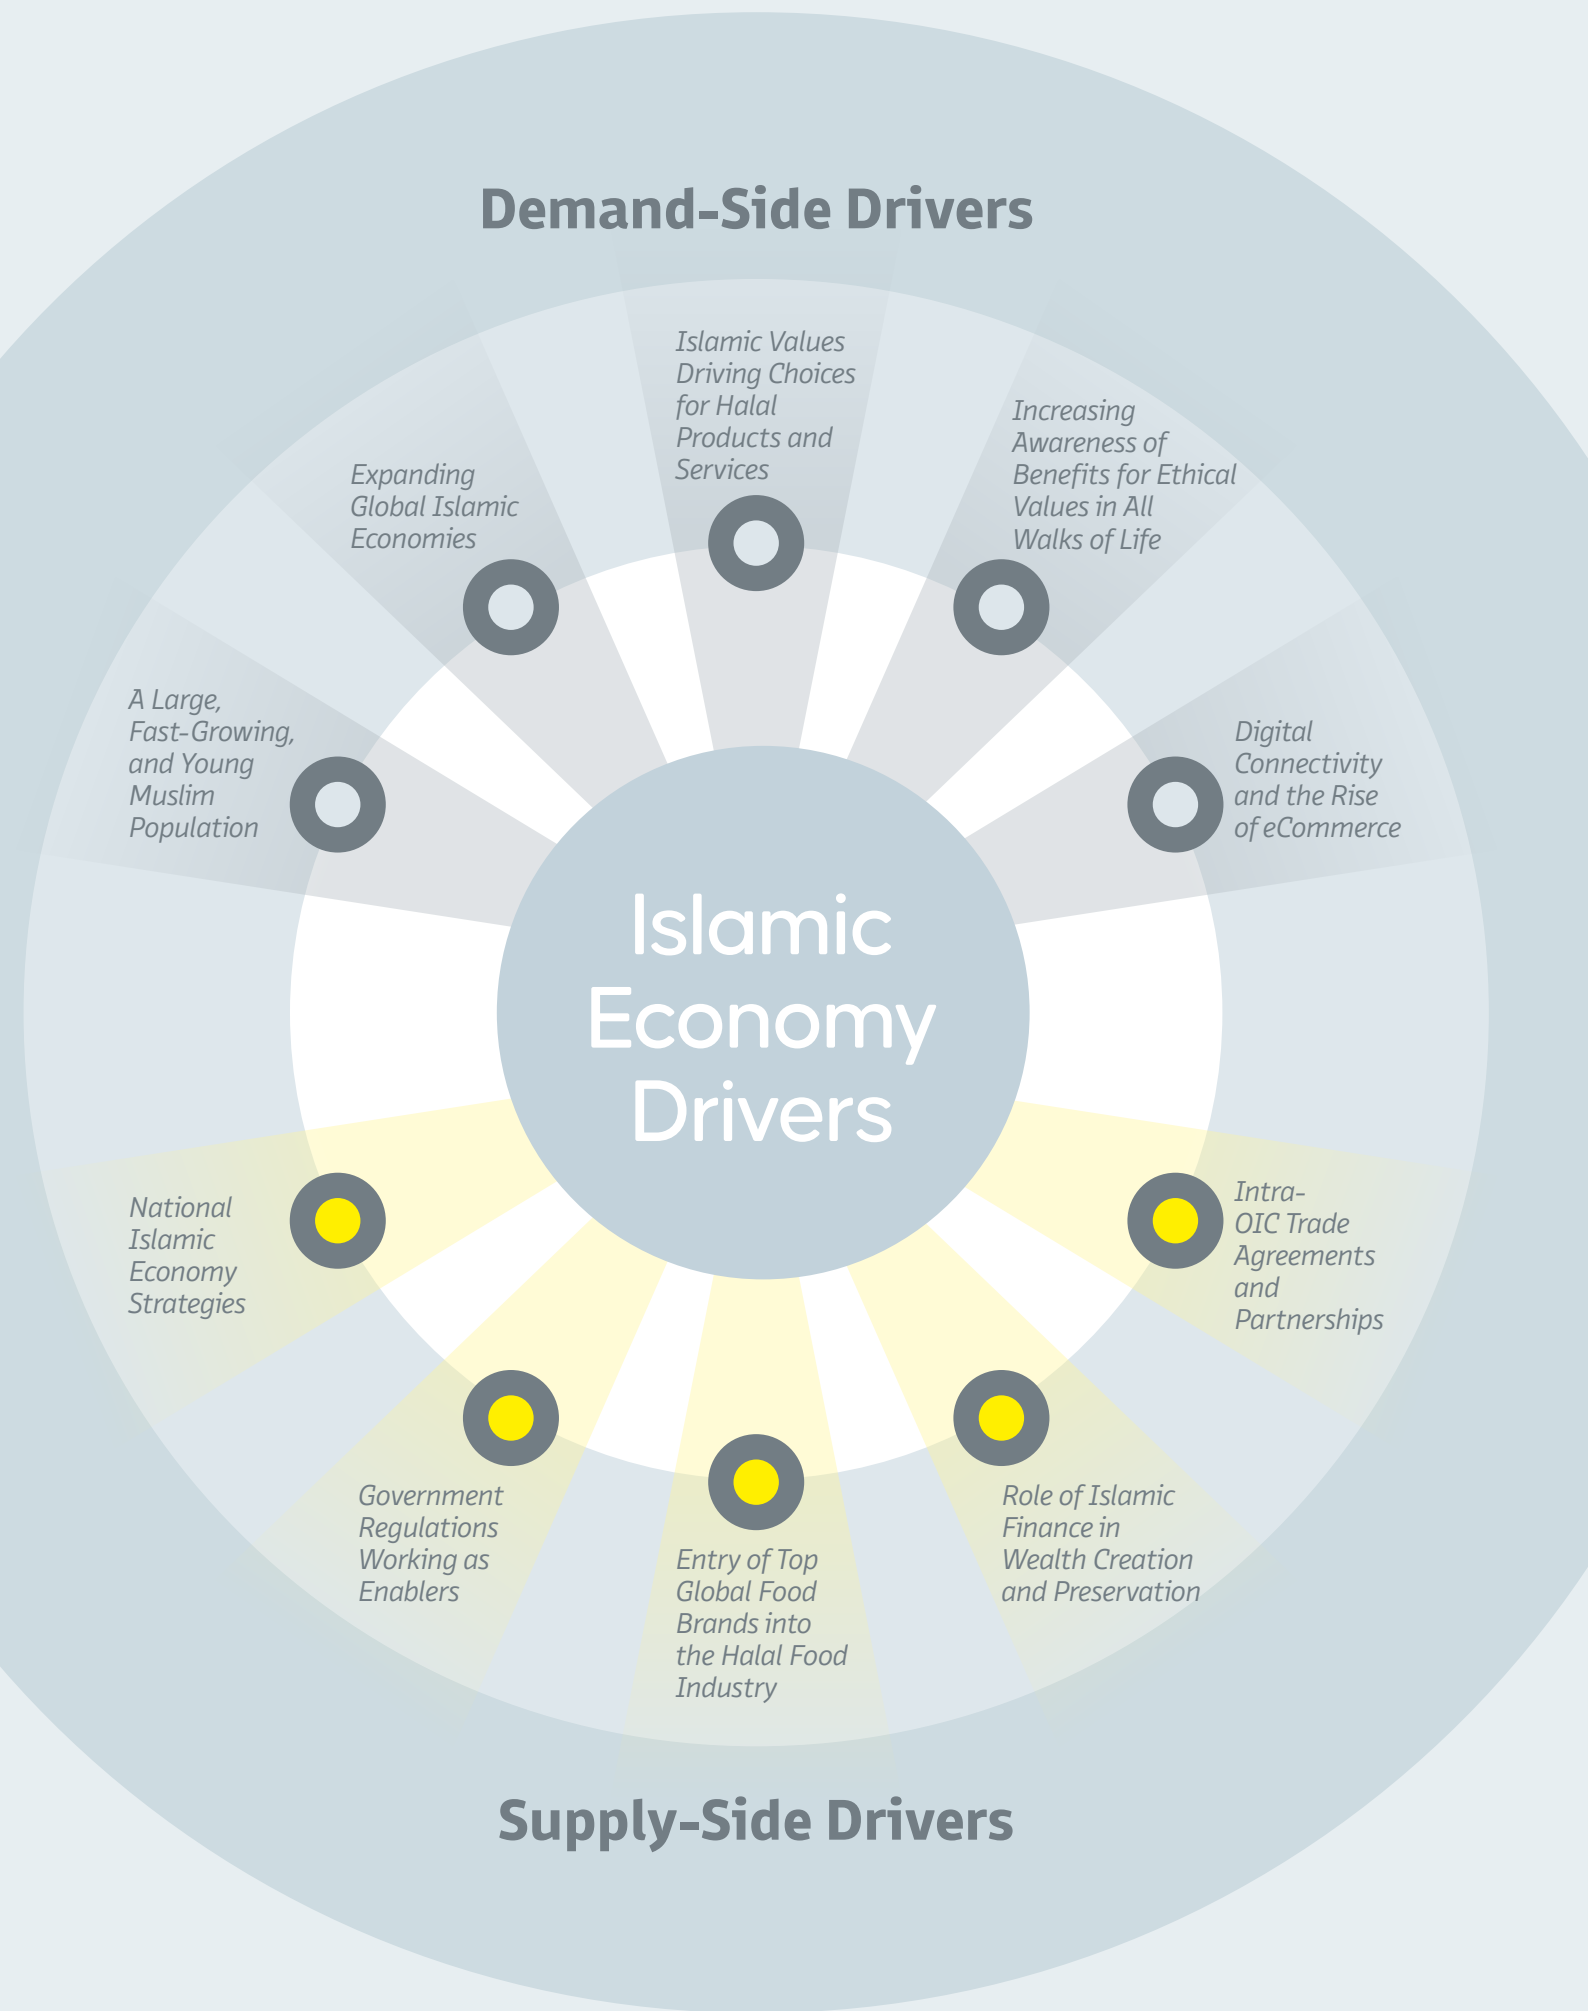 Demand-Side Drivers
Islamic Values
Driving Choices
for Halal
Products and
Services
Increasing
Awareness of
Benefits for Ethical
Values in All
Walks of Life
Expanding
Global Islamic
Economies
A Large,
Fast-Growing,
and Young
Muslim
Population
Digital
Connectivity
and the Rise
of eCommerce
Islamic
Economy
Drivers
National
Islamic
Economy
Strategies
Intra-
OIC Trade
Agreements
and
Partnerships
Government
Regulations
Working as
Enablers
Entry of Top
Global Food
Brands into
the Halal Food
Industry
Role of Islamic
Finance in
Wealth Creation
and Preservation
Supply-Side Drivers